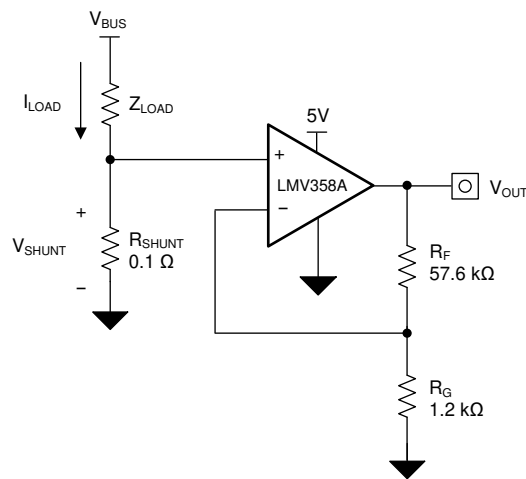 VBUS
ILOAD
ZLOAD
5V
+
LMV358A
−
VOUT
+
VSHUNT
−
RSHUNT
0.1 Ω
RF
57.6 kΩ
RG
1.2 kΩ